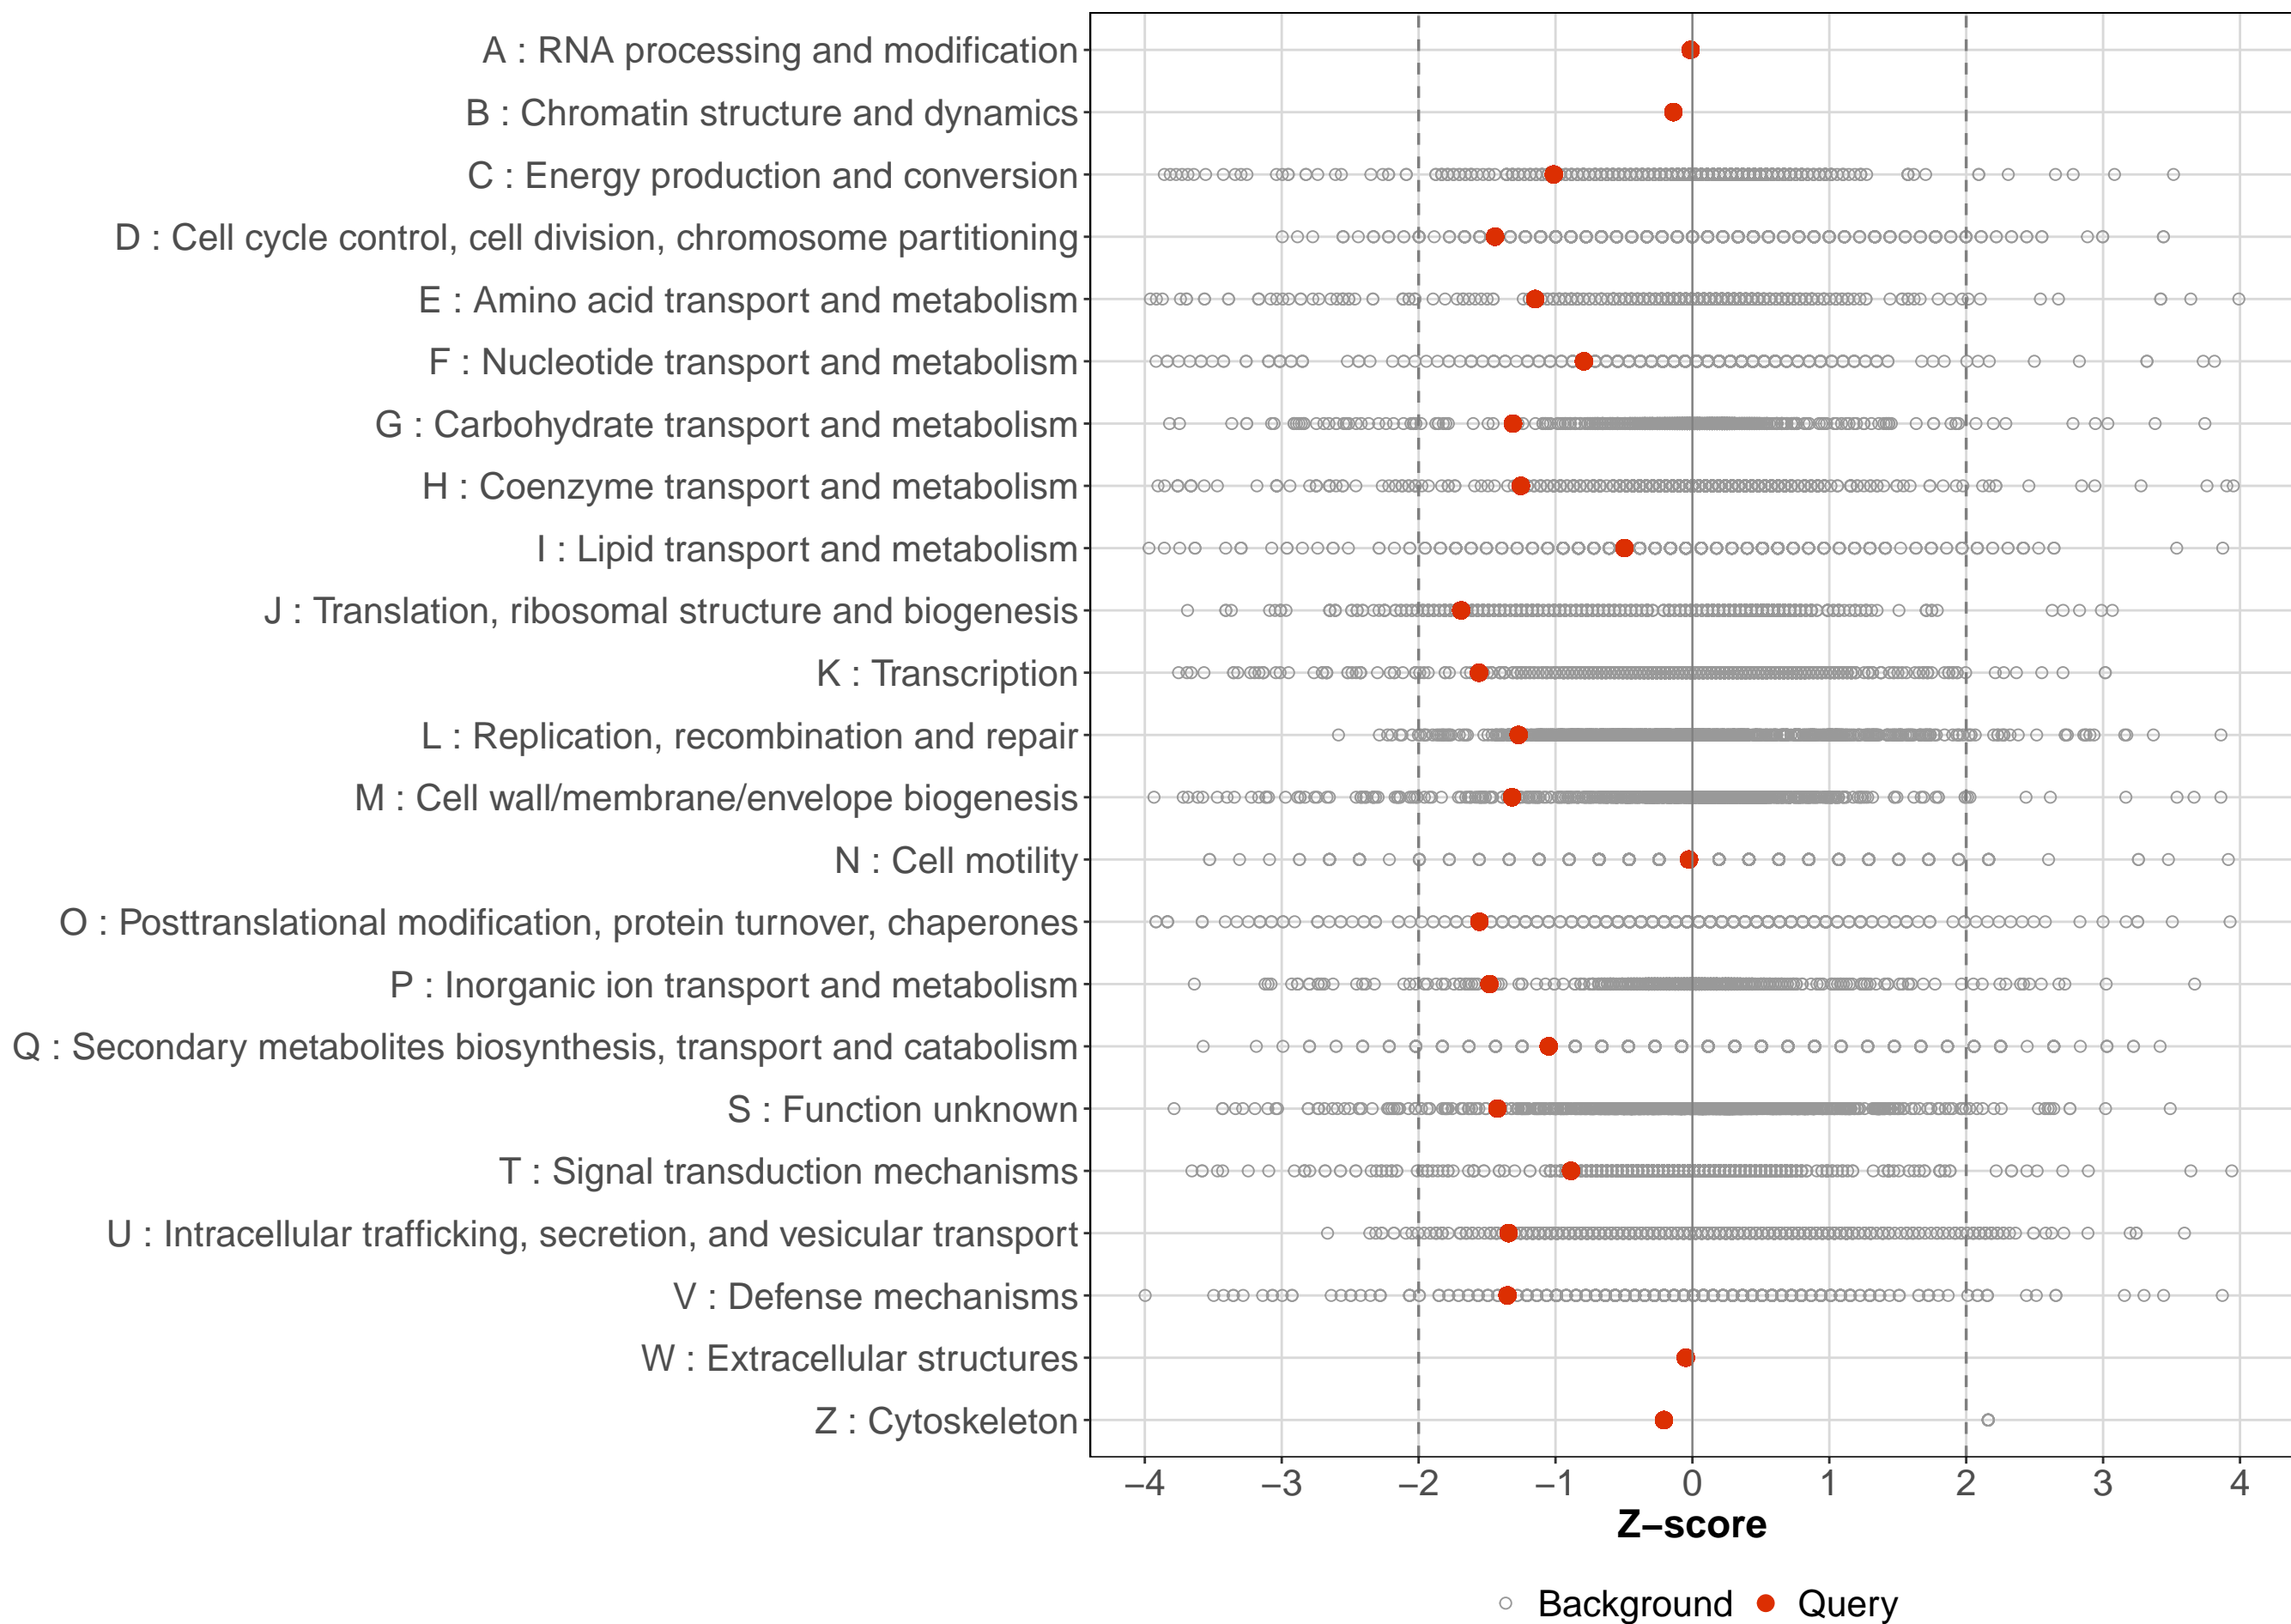 A : RNA processing and modification
B : Chromatin structure and dynamics
C : Energy production and conversion
D : Cell cycle control, cell division, chromosome partitioning
E : Amino acid transport and metabolism
F : Nucleotide transport and metabolism
G : Carbohydrate transport and metabolism
H : Coenzyme transport and metabolism
I : Lipid transport and metabolism
J : Translation, ribosomal structure and biogenesis
K : Transcription
L : Replication, recombination and repair
M : Cell wall/membrane/envelope biogenesis
N : Cell motility
O : Posttranslational modification, protein turnover, chaperones
P : Inorganic ion transport and metabolism
Q : Secondary metabolites biosynthesis, transport and catabolism
S : Function unknown
T : Signal transduction mechanisms
U : Intracellular trafficking, secretion, and vesicular transport
V : Defense mechanisms
W : Extracellular structures
Z : Cytoskeleton
−4 −3 −2 −1 0 1 2 3 4
Z−score
Background Query